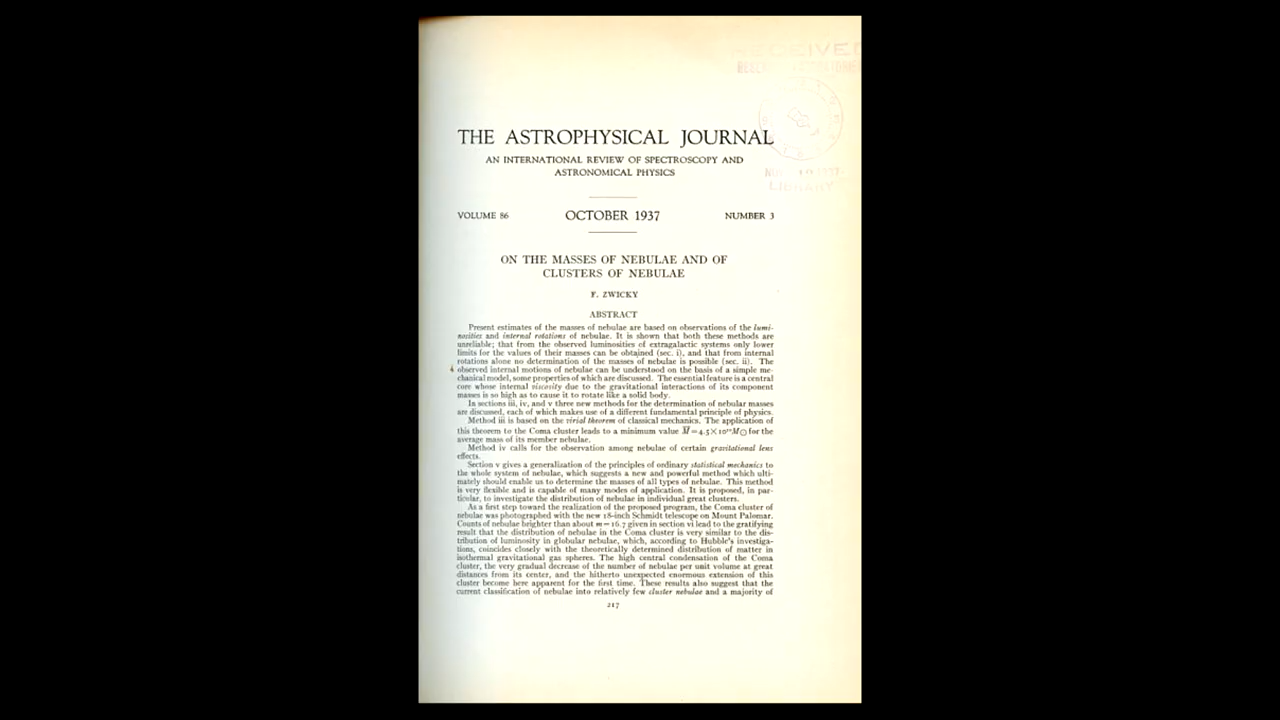 RECEIVED
LIBRARY
THE ASTROPHYSICAL JOURNAL
AN INTERNATIONAL REVIEW OF SPECTROSCOPY AND
ASTRONOMICAL PHYSICS
VOLUME 86 OCTOBER 1937 NUMBER 3
ON THE MASSES OF NEBULAE AND OF
CLUSTERS OF NEBULAE
F. ZWICKY
ABSTRACT
Present estimates of the masses of nebulae are based on observations of the lumi-
nosities and internal rotations of nebulae. It is shown that both these methods are
unreliable; that from the observed luminosities of extragalactic systems only lower
limits for the values of their masses can be obtained (sec. i), and that from internal
rotations alone no determination of the masses of nebulae is possible (sec. ii). The
observed internal motions of nebulae can be understood on the basis of a simple me-
chanical model, some properties of which are discussed. The essential feature is a central
core whose internal viscosity due to the gravitational interactions of its component
masses is so high as to cause it to rotate like a solid body.
In sections iii, iv, and v three new methods for the determination of nebular masses
are discussed, each of which makes use of a different fundamental principle of physics.
Method iii is based on the virial theorem of classical mechanics. The application of
this theorem to the Coma cluster leads to a minimum value M̄ = 4.5 × 10¹⁰M☉ for the
average mass of its member nebulae.
Method iv calls for the observation among nebulae of certain gravitational lens
effects.
Section v gives a generalization of the principles of ordinary statistical mechanics to
the whole system of nebulae, which suggests a new and powerful method which ulti-
mately should enable us to determine the masses of all types of nebulae. This method
is very flexible and is capable of many modes of application. It is proposed, in par-
ticular, to investigate the distribution of nebulae in individual great clusters.
As a first step toward the realization of the proposed program, the Coma cluster of
nebulae was photographed with the new 18-inch Schmidt telescope on Mount Palomar.
Counts of nebulae brighter than about m = 16.7 given in section vi lead to the gratifying
result that the distribution of nebulae in the Coma cluster is very similar to the dis-
tribution of luminosity in globular nebulae, which, according to Hubble's investiga-
tions, coincides closely with the theoretically determined distribution of matter in
isothermal gravitational gas spheres. The high central condensation of the Coma
cluster, the very gradual decrease of the number of nebulae per unit volume at great
distances from its center, and the hitherto unexpected enormous extension of this
cluster become here apparent for the first time. These results also suggest that the
current classification of nebulae into relatively few cluster nebulae and a majority of
217